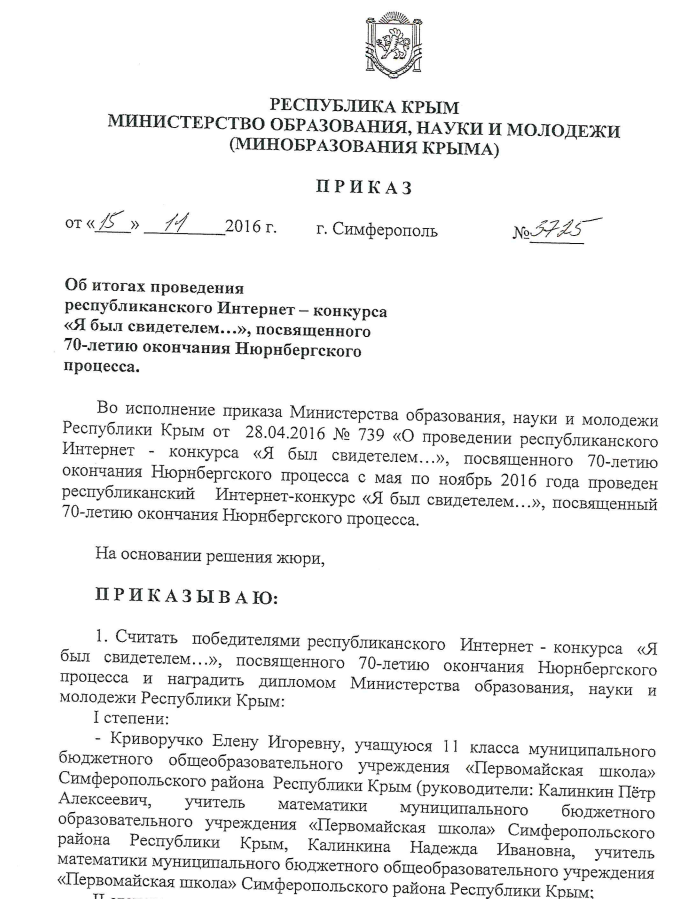 РЕСПУБЛИКА КРЫМ
МИНИСТЕРСТВО ОБРАЗОВАНИЯ, НАУКИ И МОЛОДЕЖИ
(МИНОБРАЗОВАНИЯ КРЫМА)
П Р И К А З
от «15» 11 2016 г. г. Симферополь №3725
Об итогах проведения
республиканского Интернет – конкурса
«Я был свидетелем…», посвященного
70-летию окончания Нюрнбергского
процесса.
Во исполнение приказа Министерства образования, науки и молодежи
Республики Крым от 28.04.2016 № 739 «О проведении республиканского
Интернет - конкурса «Я был свидетелем…», посвященного 70-летию
окончания Нюрнбергского процесса с мая по ноябрь 2016 года проведен
республиканский Интернет-конкурс «Я был свидетелем…», посвященный
70-летию окончания Нюрнбергского процесса.
На основании решения жюри,
П Р И К А З Ы В А Ю:
1. Считать победителями республиканского Интернет - конкурса «Я
был свидетелем…», посвященного 70-летию окончания Нюрнбергского
процесса и наградить дипломом Министерства образования, науки и
молодежи Республики Крым:
I степени:
- Криворучко Елену Игоревну, учащуюся 11 класса муниципального
бюджетного общеобразовательного учреждения «Первомайская школа»
Симферопольского района Республики Крым (руководители: Калинкин Пётр
Алексеевич, учитель математики муниципального бюджетного
образовательного учреждения «Первомайская школа» Симферопольского
района Республики Крым, Калинкина Надежда Ивановна, учитель
математики муниципального бюджетного общеобразовательного учреждения
«Первомайская школа» Симферопольского района Республики Крым;